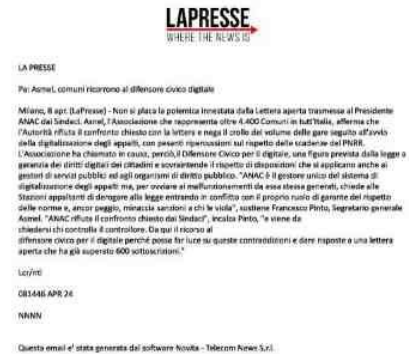 LAPRESSE
WHERE THE NEWS IS
LA PRESSE
Pa: Asmel, comuni ricorrono al difensore civico digitale
Milano, 8 apr. (LaPresse) - Non si placa la polemica innestata dalla Lettera aperta trasmessa al Presidente
ANAC dai Sindaci. Asmel, l'Associazione che rappresenta oltre 4.400 Comuni in tutt'Italia, afferma che
l'Autorità rifiuta il confronto chiesto con la lettera e nega il crollo del volume delle gare seguito all'avvio
della digitalizzazione degli appalti, con pesanti ripercussioni sul rispetto delle scadenze del PNRR.
L'Associazione ha chiamato in causa, perciò, il Difensore Civico per il digitale, una figura prevista dalla legge a
garanzia dei diritti digitali dei cittadini e sovraintende il rispetto di disposizioni che si applicano anche ai
gestori di servizi pubblici ed agli organismi di diritto pubblico. "ANAC è il gestore unico del sistema di
digitalizzazione degli appalti ma, per ovviare ai malfunzionamenti da essa stessa generati, chiede alle
Stazioni appaltanti di derogare alla legge entrando in conflitto con il proprio ruolo di garante del rispetto
delle norme e, ancor peggio, minaccia sanzioni a chi le viola", sostiene Francesco Pinto, Segretario generale
Asmel. "ANAC rifiuta il confronto chiesto dai Sindaci", incalza Pinto, "e viene da
chiedersi chi controlla il controllore. Da qui il ricorso al
difensore civico per il digitale perché possa far luce su queste contraddizioni e dare risposte a una lettera
aperta che ha già superato 600 sottoscrizioni."
Lcr/ntl
081446 APR 24
NNNN
Questa email e' stata generata dal software Novita - Telecom News S.r.l.